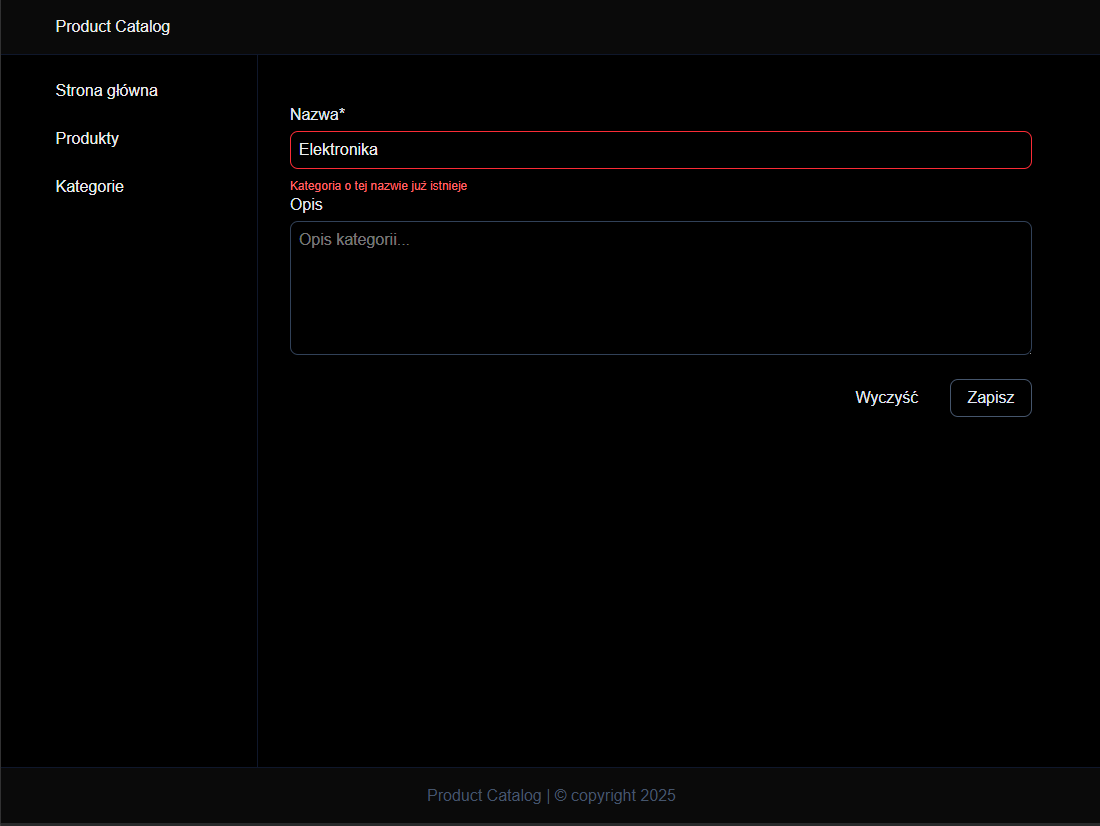 Product Catalog
Strona główna
Produkty
Kategorie
Nazwa*
Elektronika
Kategoria o tej nazwie już istnieje
Opis
Opis kategorii...
Wyczyść
Zapisz
Product Catalog | © copyright 2025